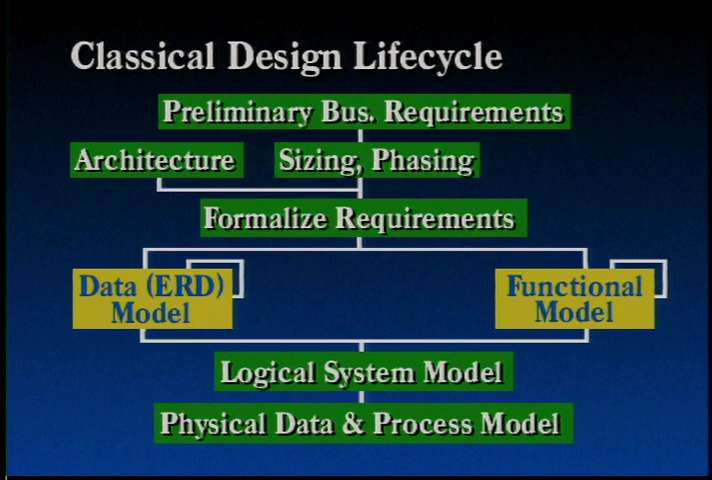 Classical Design Lifecycle
Preliminary Bus. Requirements
Architecture
Sizing, Phasing
Formalize Requirements
Data (ERD)
Model
Functional
Model
Logical System Model
Physical Data & Process Model